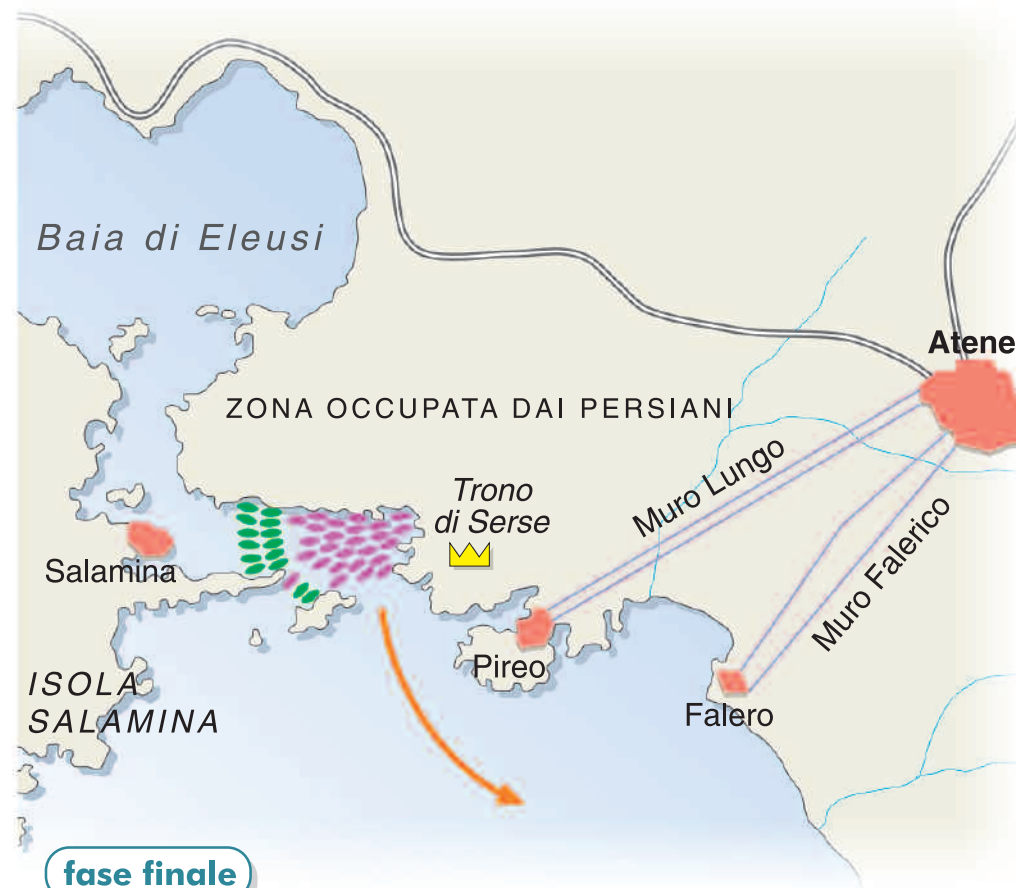 Baia di Eleusi
Atene
ZONA OCCUPATA DAI PERSIANI
Muro Lungo
Trono
di Serse
Muro Falerico
Salamina
Pireo
ISOLA
SALAMINA
Falero
fase finale